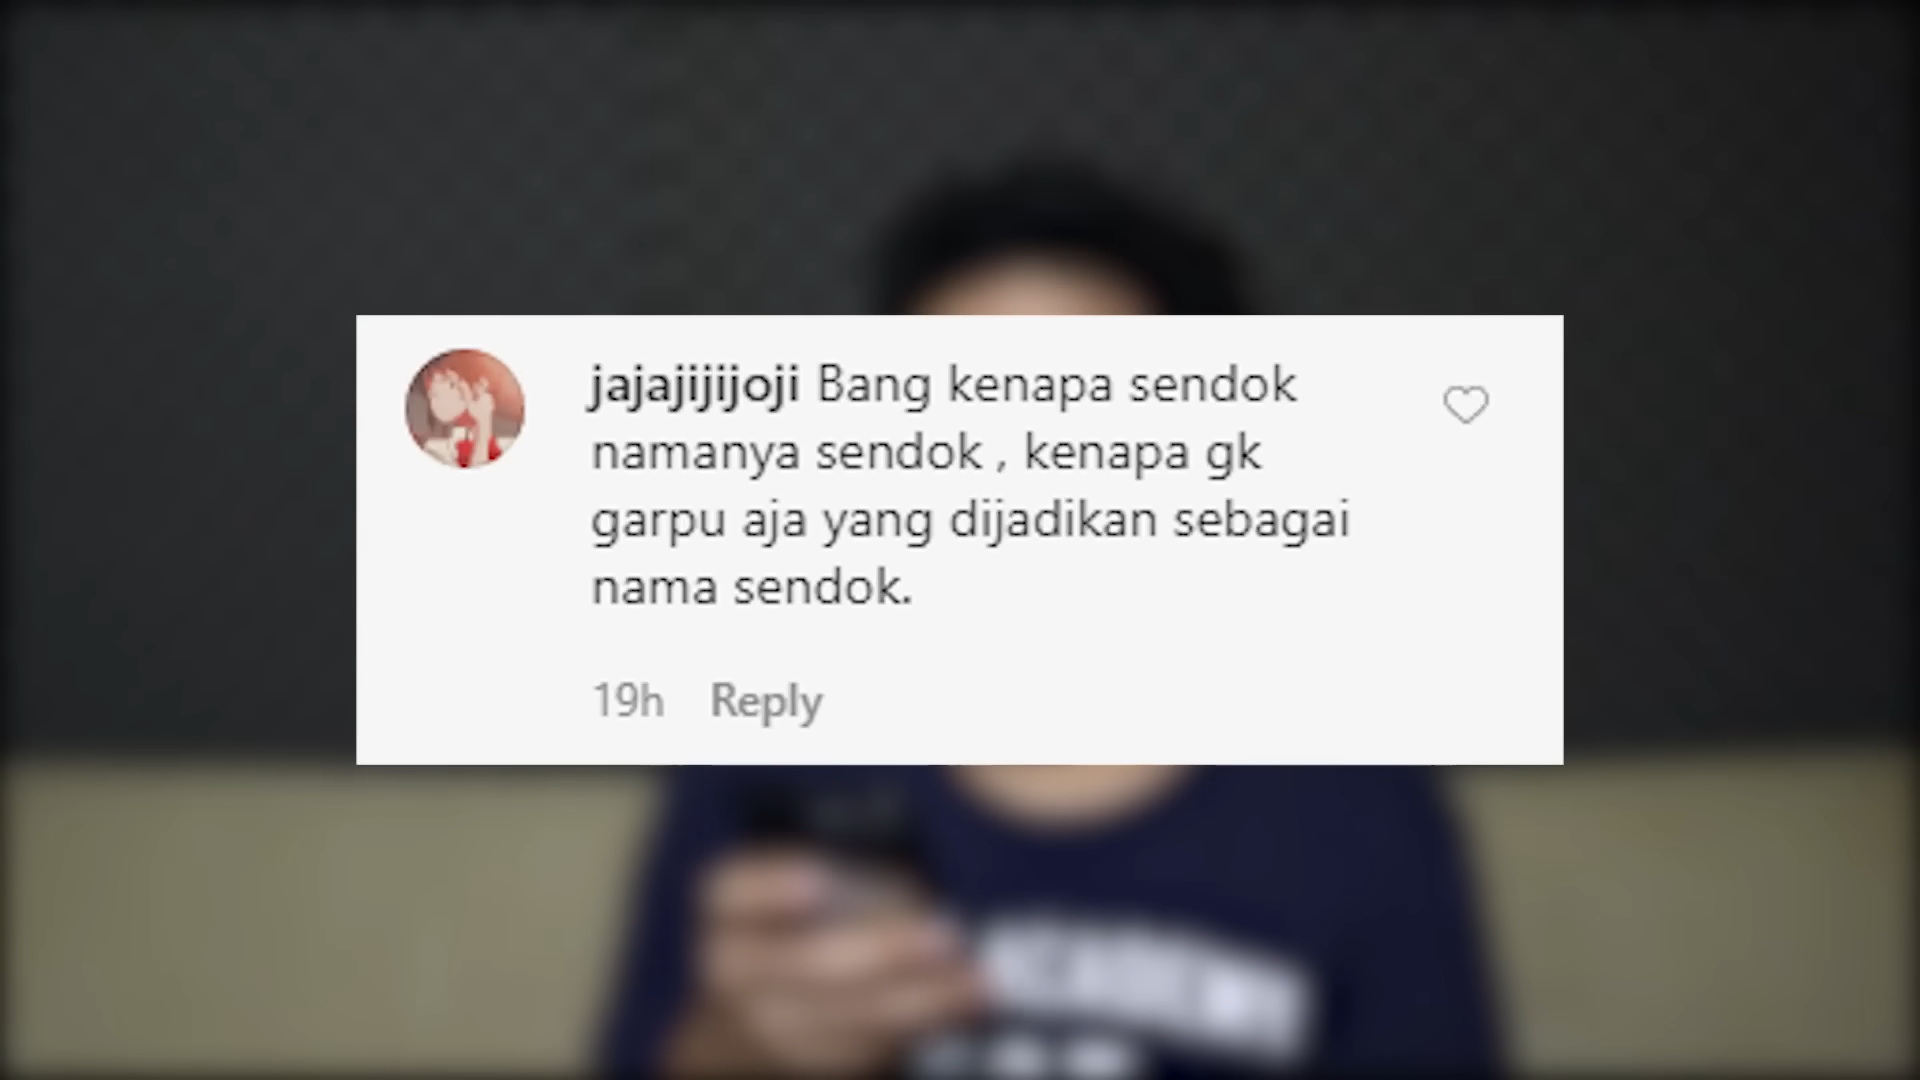 jajajijijoji Bang kenapa sendok
namanya sendok , kenapa gk
garpu aja yang dijadikan sebagai
nama sendok.
19h Reply